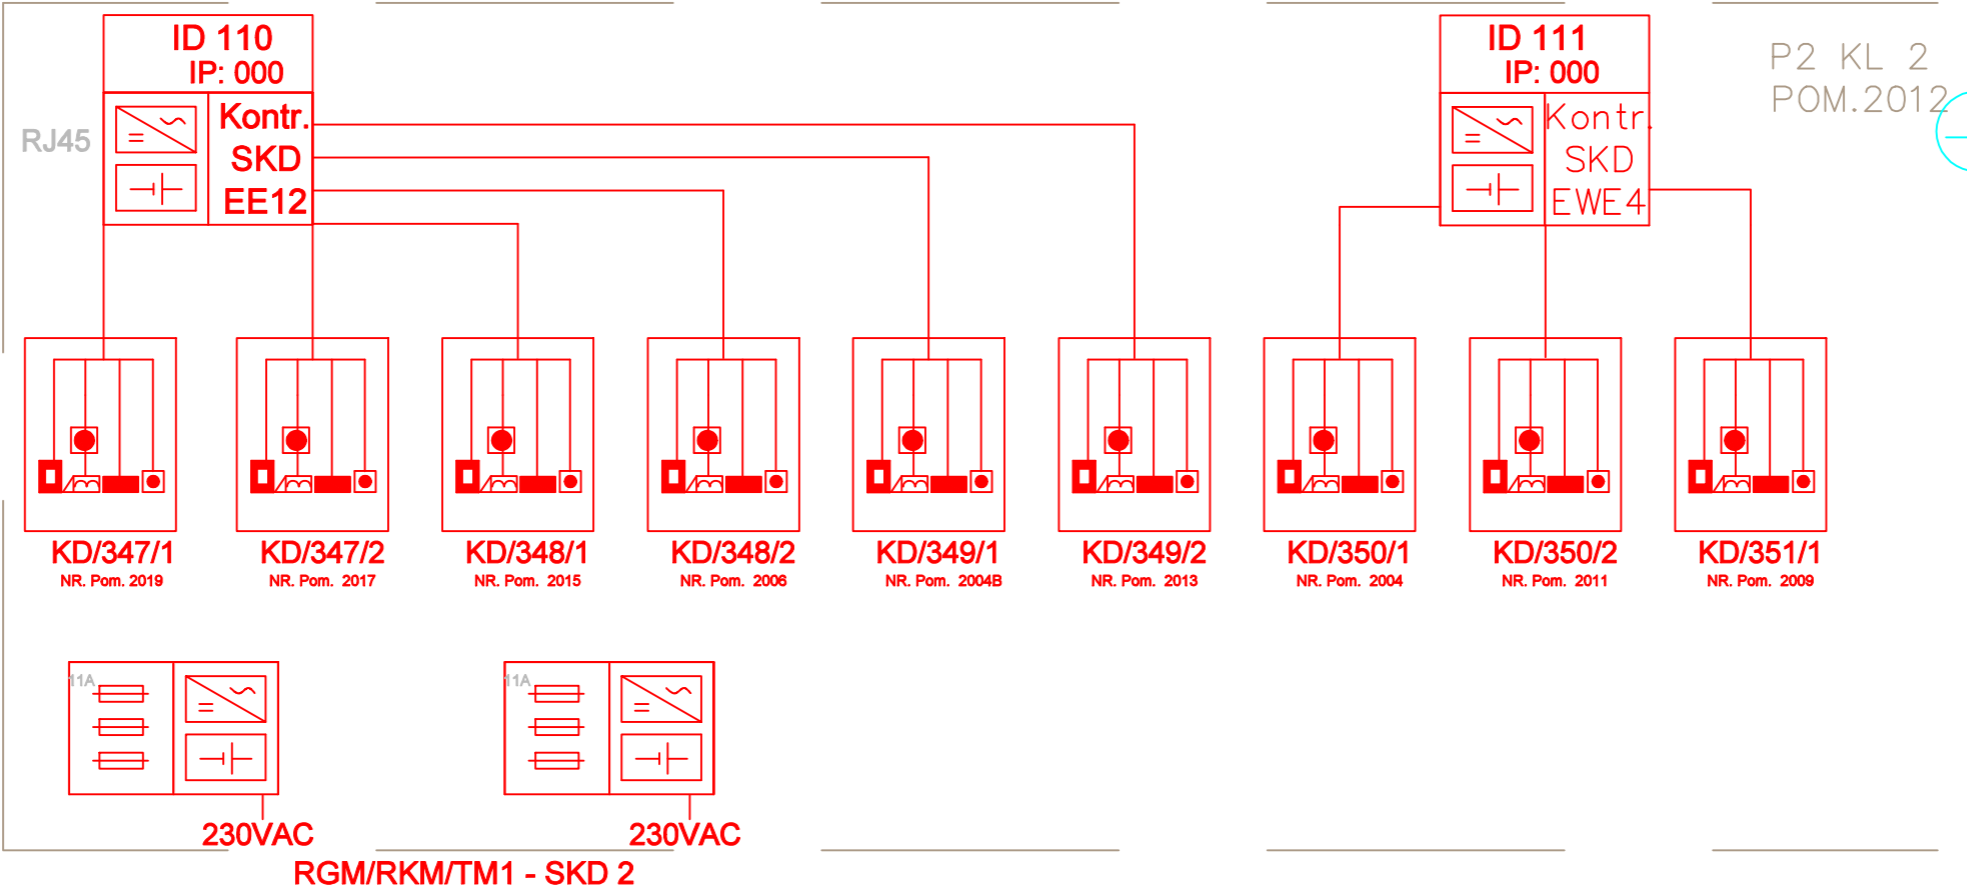 ID 110
IP: 000
Kontr.
SKD
EE12
RJ45
ID 111
IP: 000
Kontr.
SKD
EWE4
P2 KL 2
POM.2012
KD/347/1
NR. Pom. 2019
KD/347/2
NR. Pom. 2017
KD/348/1
NR. Pom. 2015
KD/348/2
NR. Pom. 2006
KD/349/1
NR. Pom. 2004B
KD/349/2
NR. Pom. 2013
KD/350/1
NR. Pom. 2004
KD/350/2
NR. Pom. 2011
KD/351/1
NR. Pom. 2009
11A
230VAC
11A
230VAC
RGM/RKM/TM1 - SKD 2